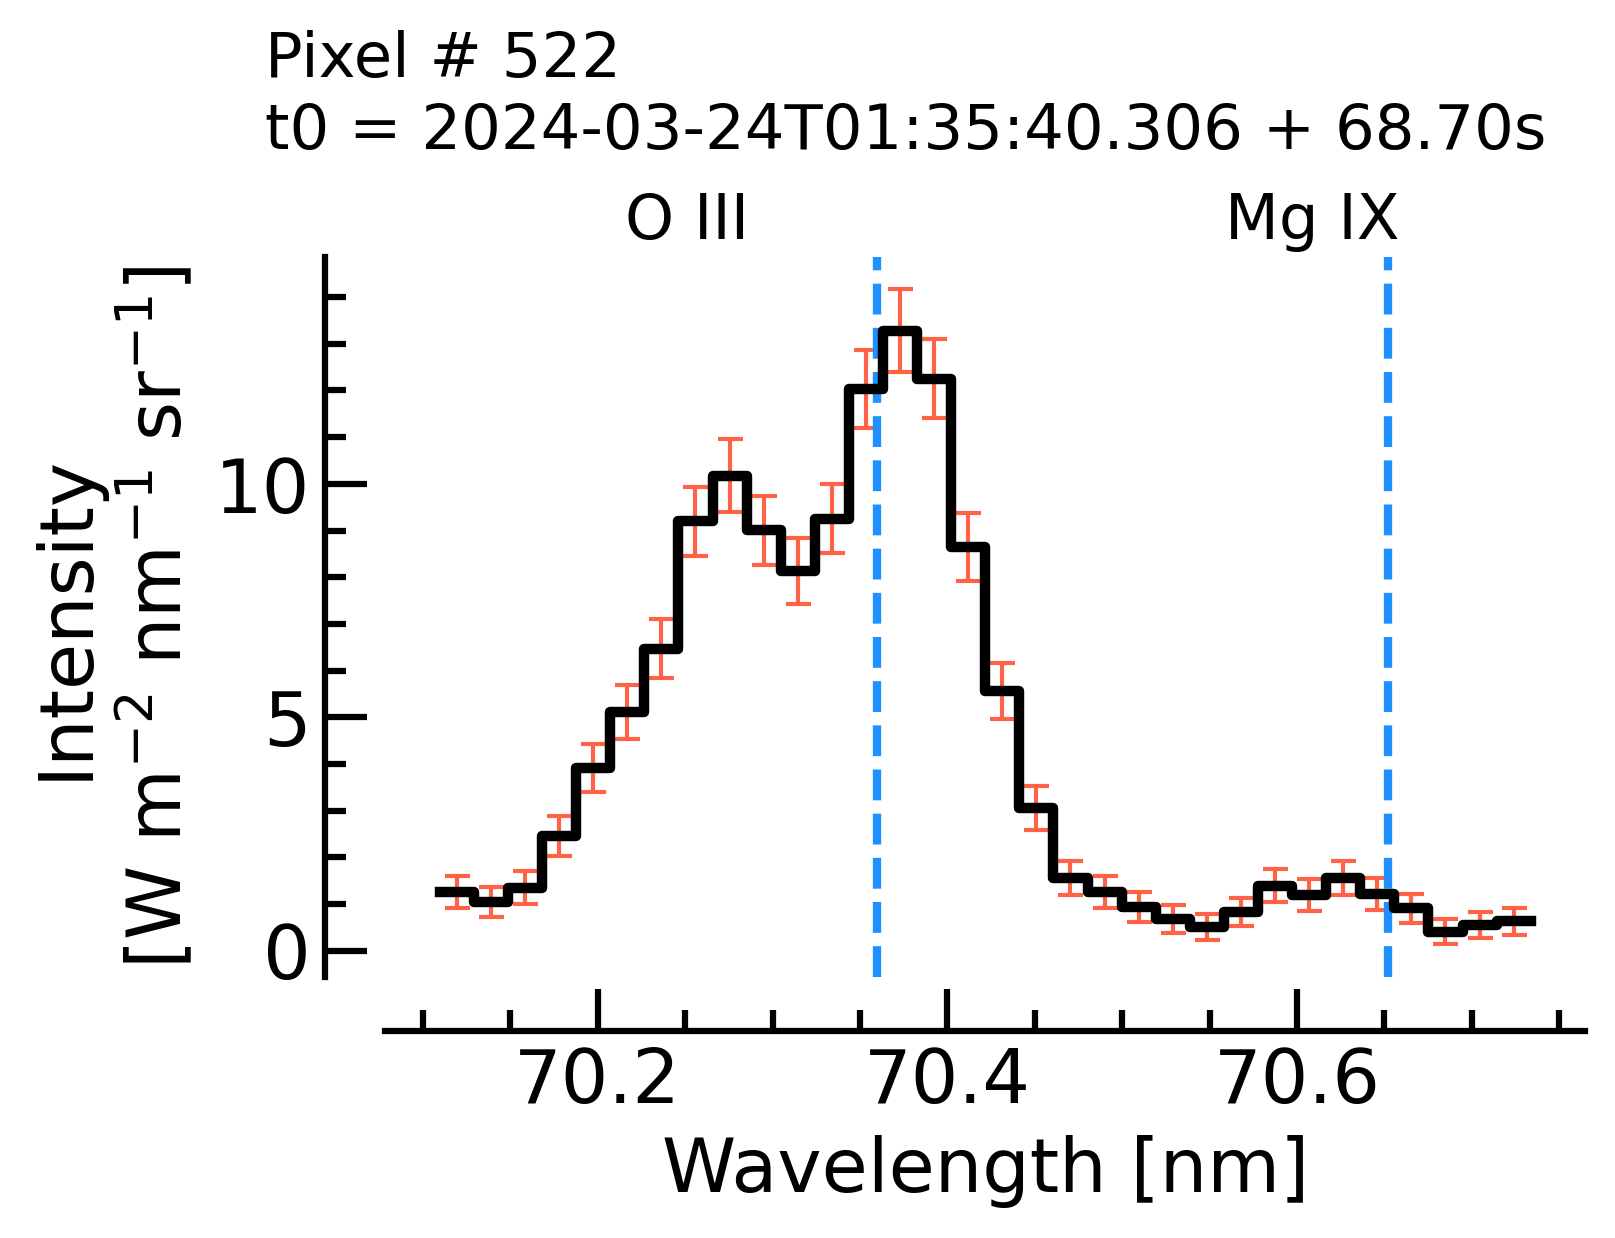 Pixel # 522
t0 = 2024-03-24T01:35:40.306 + 68.70s
O III
Mg IX
Intensity
[W m⁻² nm⁻¹ sr⁻¹]
10
5
0
70.2
70.4
70.6
Wavelength [nm]